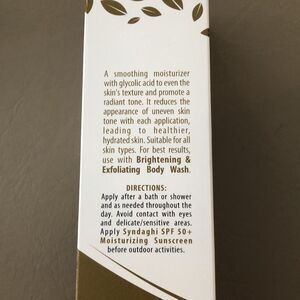 A smoothing moisturizer
with glycolic acid to even the
skin's texture and promote a
radiant tone. It reduces the
appearance of uneven skin
tone with each application,
leading to healthier,
hydrated skin. Suitable for all
skin types. For best results,
use with Brightening &
Exfoliating Body Wash.
DIRECTIONS:
Apply after a bath or shower
and as needed throughout the
day. Avoid contact with eyes
and delicate/sensitive areas.
Apply Syndaghi SPF 50+
Moisturizing Sunscreen
before outdoor activities.